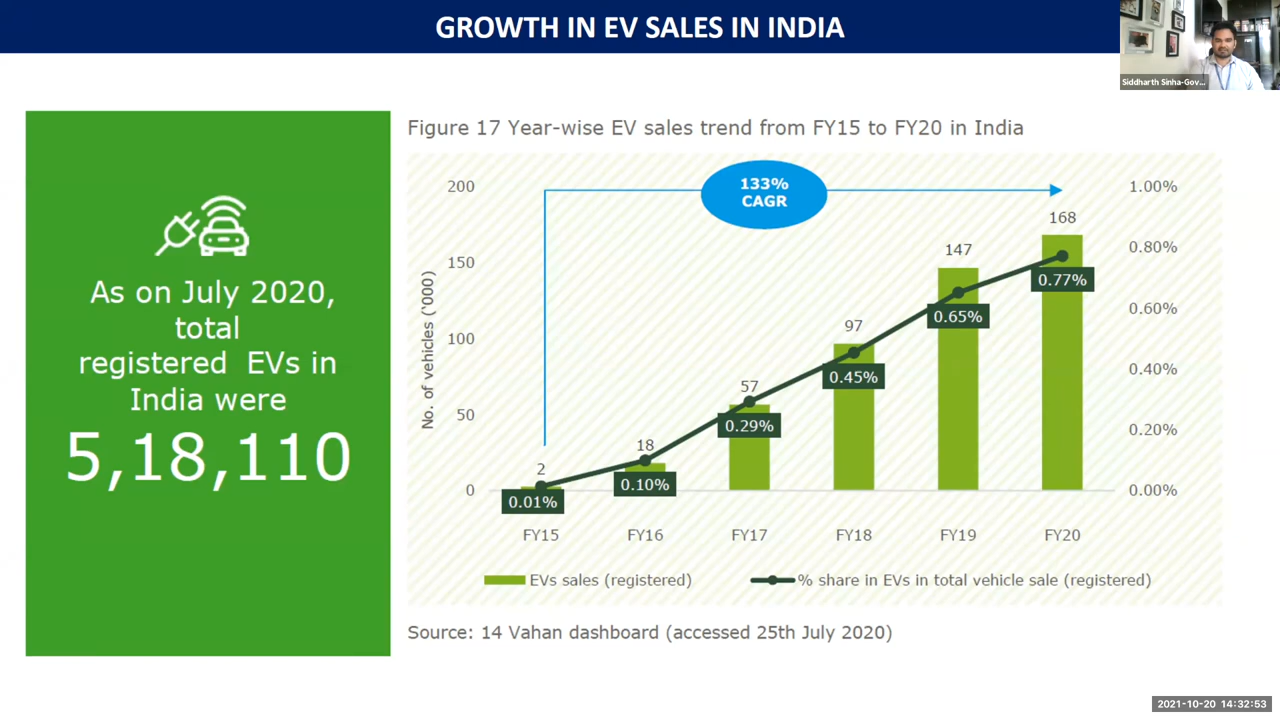 GROWTH IN EV SALES IN INDIA
Siddharth Sinha-Gov...
As on July 2020,
total
registered EVs in
India were
5,18,110
Figure 17 Year-wise EV sales trend from FY15 to FY20 in India
133%
CAGR
No. of vehicles ('000)
200
150
100
50
0
1.00%
0.80%
0.60%
0.40%
0.20%
0.00%
2
18
57
97
147
168
0.01%
0.10%
0.29%
0.45%
0.65%
0.77%
FY15 FY16 FY17 FY18 FY19 FY20
EVs sales (registered) % share in EVs in total vehicle sale (registered)
Source: 14 Vahan dashboard (accessed 25th July 2020)
2021-10-20 14:32:53